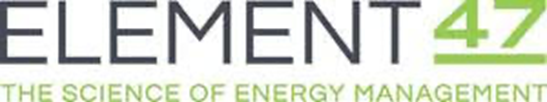 ELEMENT 47
THE SCIENCE OF ENERGY MANAGEMENT